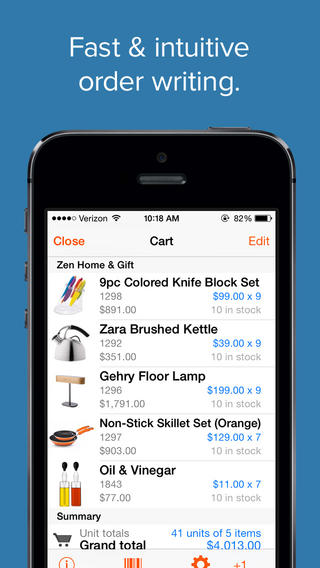 Fast & intuitive
order writing.
Verizon 10:18 AM 82%
Close Cart Edit
Zen Home & Gift
9pc Colored Knife Block Set
1298 $99.00 x 9
$891.00 10 in stock
Zara Brushed Kettle
1292 $39.00 x 9
$351.00 10 in stock
Gehry Floor Lamp
1296 $199.00 x 9
$1,791.00 10 in stock
Non-Stick Skillet Set (Orange)
1297 $129.00 x 7
$903.00 10 in stock
Oil & Vinegar
1843 $11.00 x 7
$77.00 10 in stock
Summary
Unit totals 41 units of 5 items
Grand total $4,013.00
+1